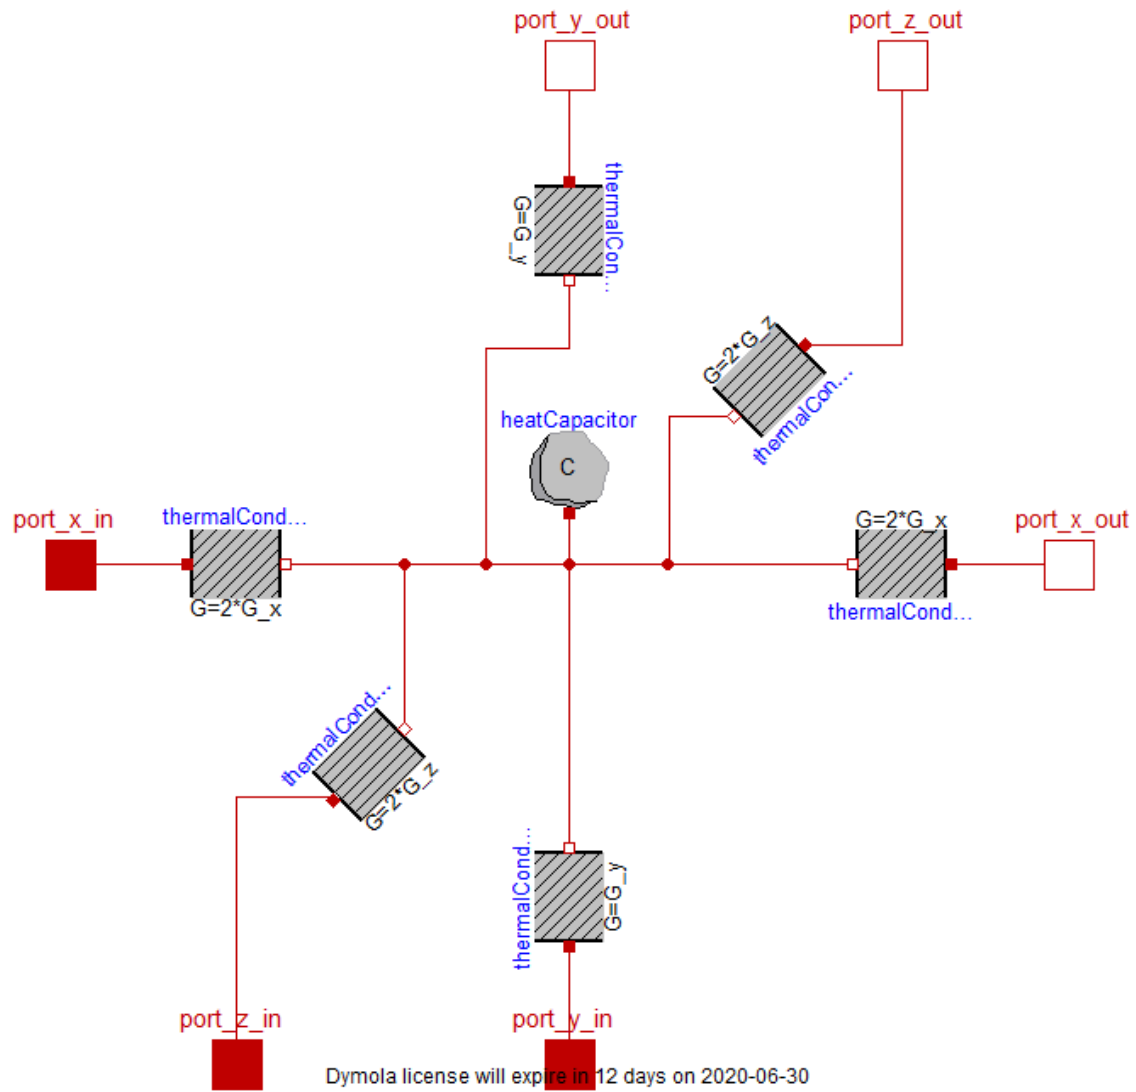 port_y_out
port_z_out
thermalCon...
G=G_y
G=2*G_z
thermalCon...
heatCapacitor
C
port_x_in
thermalCond...
G=2*G_x
G=2*G_x
thermalCond...
port_x_out
thermalCond...
G=2*G_z
thermalCond...
G=G_y
port_z_in
port_y_in
Dymola license will expire in 12 days on 2020-06-30